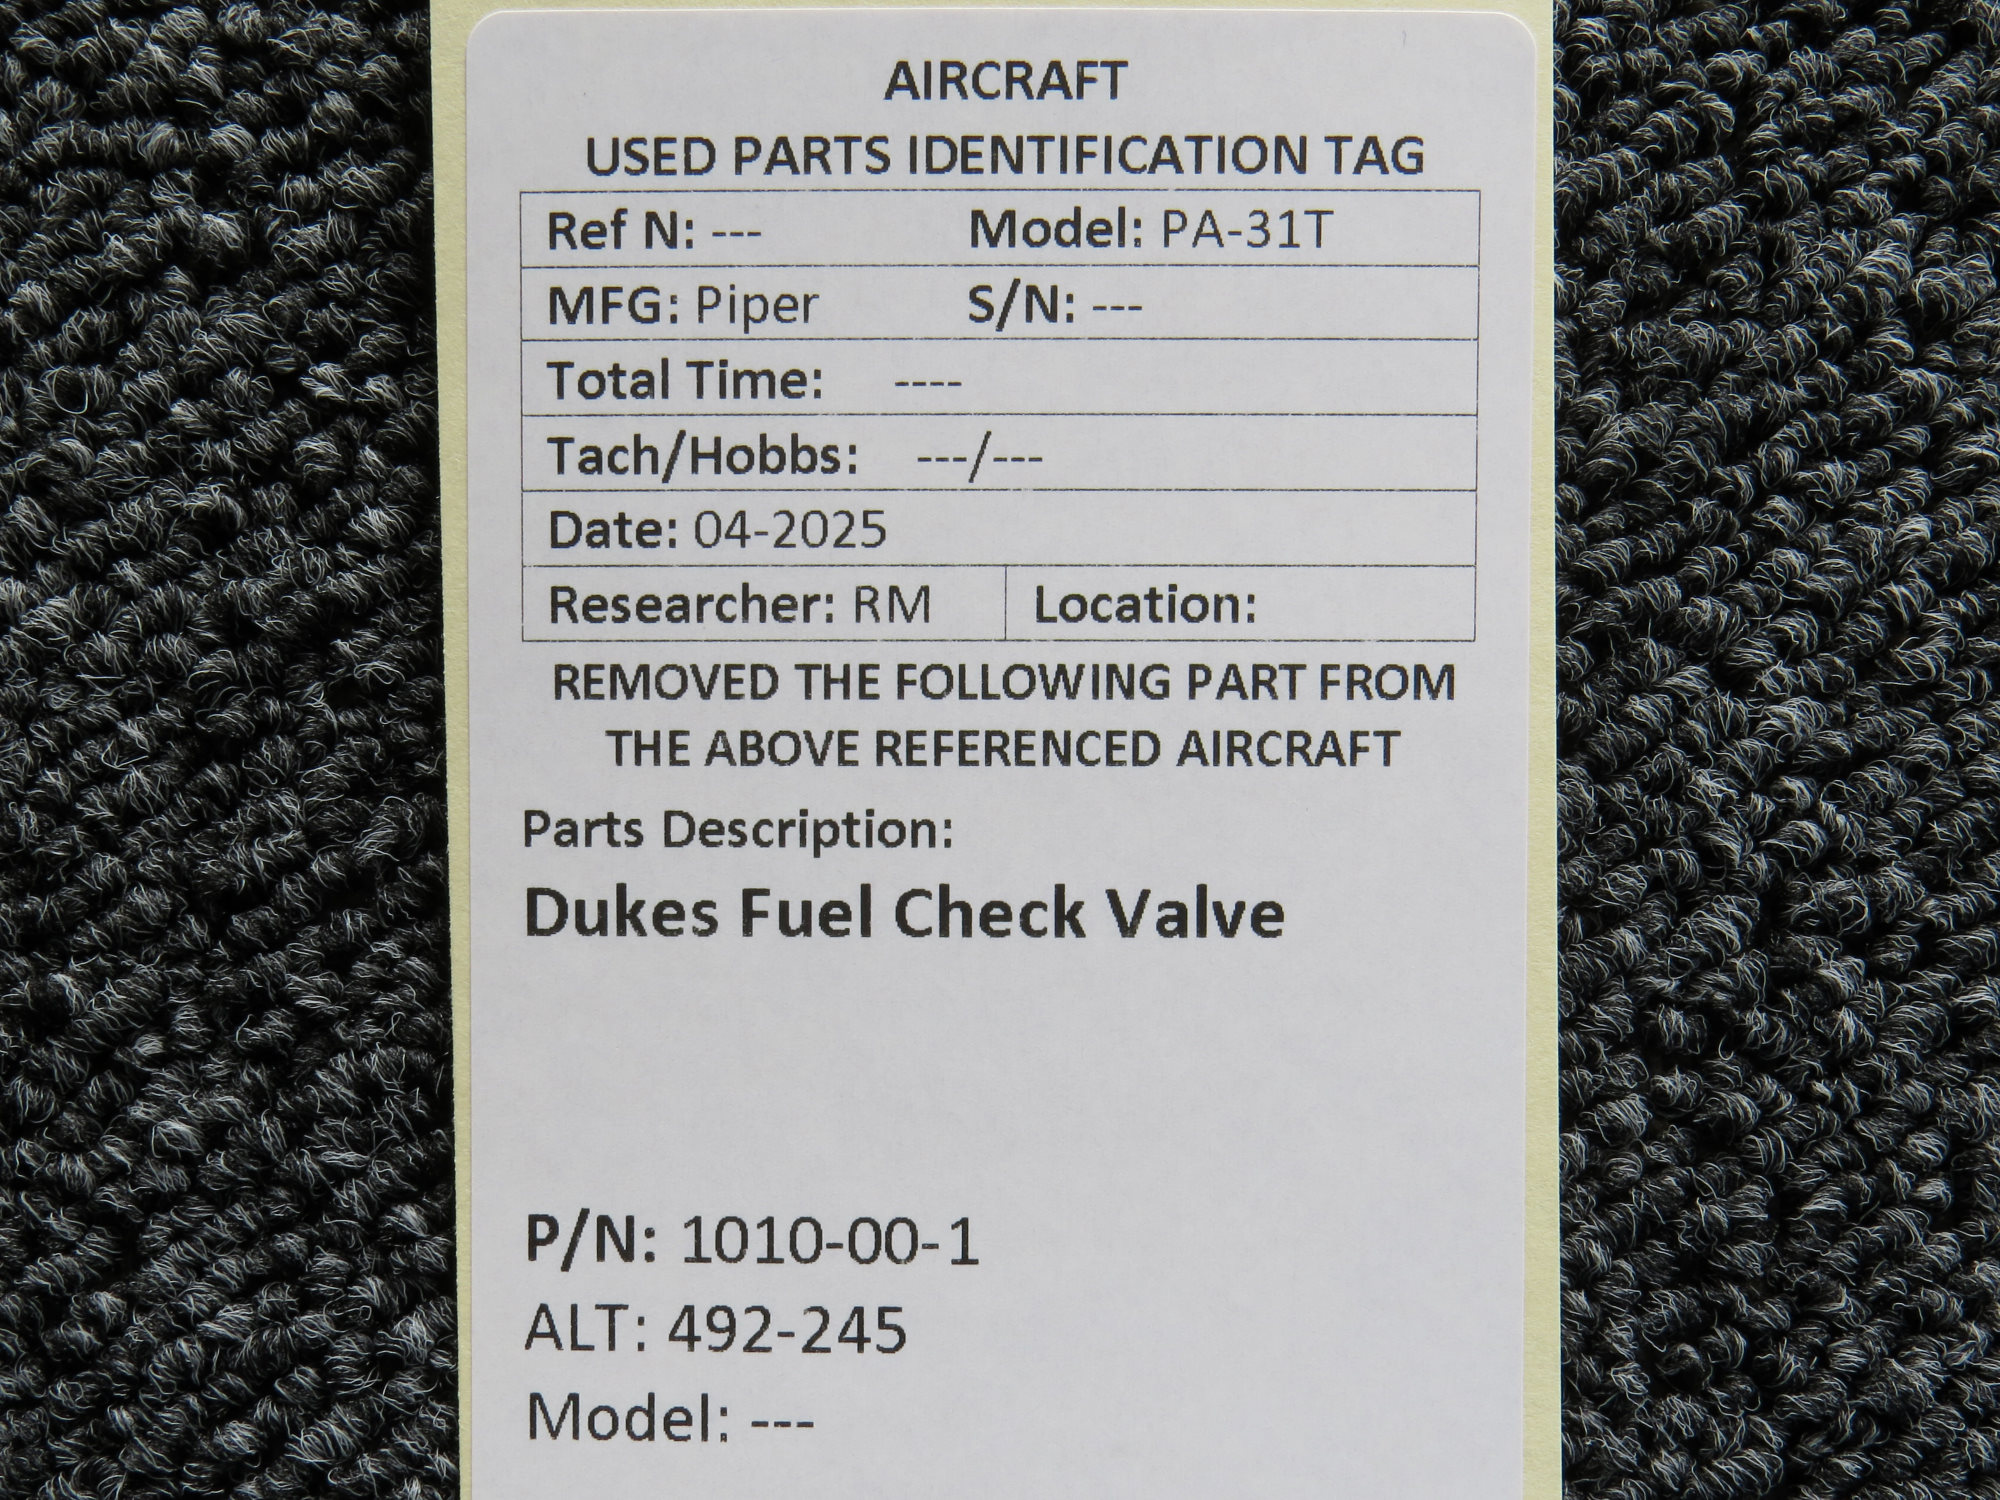 AIRCRAFT
USED PARTS IDENTIFICATION TAG
Ref N: --- Model: PA-31T
MFG: Piper S/N: ---
Total Time: ----
Tach/Hobbs: ---/---
Date: 04-2025
Researcher: RM Location:
REMOVED THE FOLLOWING PART FROM
THE ABOVE REFERENCED AIRCRAFT
Parts Description:
Dukes Fuel Check Valve
P/N: 1010-00-1
ALT: 492-245
Model: ---